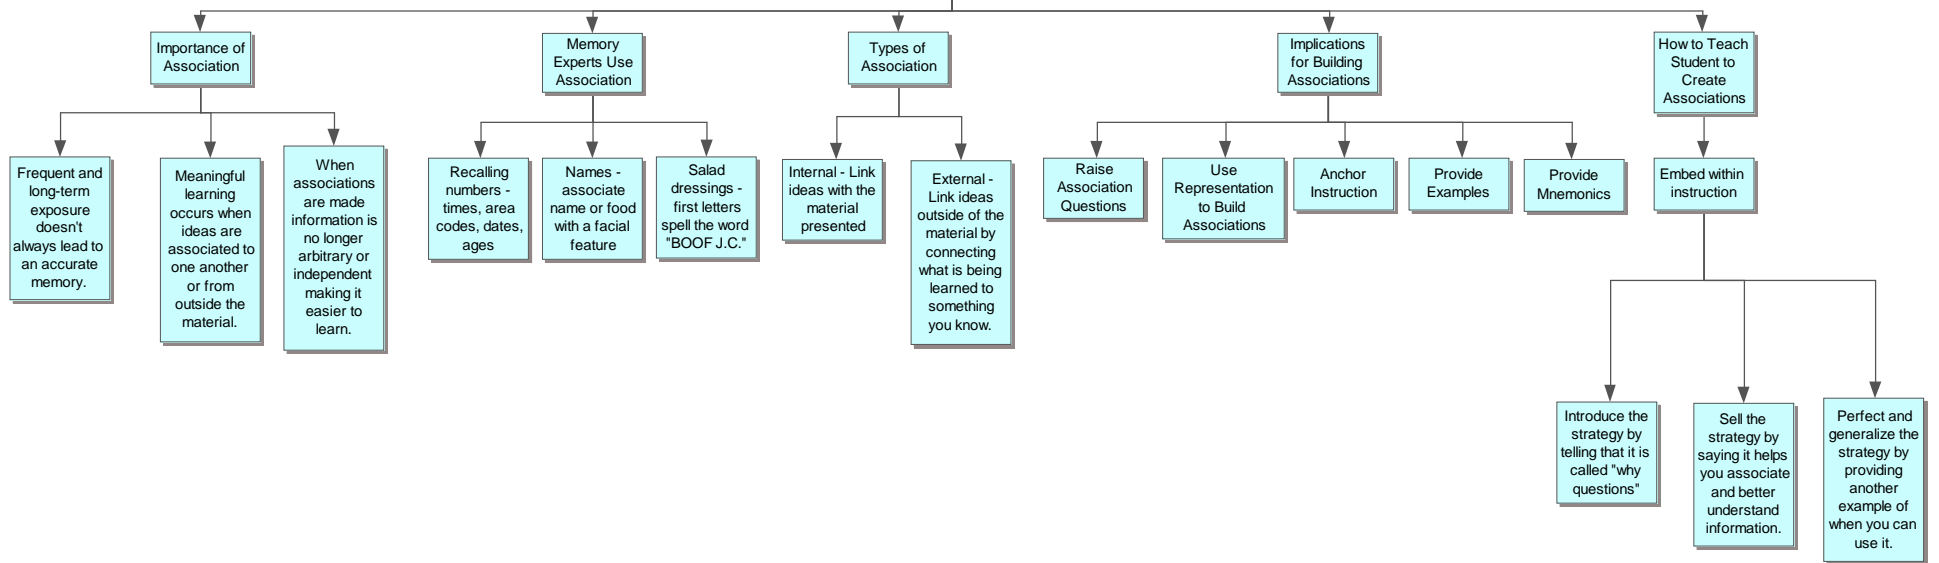 Importance of
Association
Memory
Experts Use
Association
Types of
Association
Implications
for Building
Associations
How to Teach
Student to
Create
Associations
Frequent and
long-term
exposure
doesn't
always lead to
an accurate
memory.
Meaningful
learning
occurs when
ideas are
associated to
one another
or from
outside the
material.
When
associations
are made
information is
no longer
arbitrary or
independent
making it
easier to
learn.
Recalling
numbers -
times, area
codes, dates,
ages
Names -
associate
name or food
with a facial
feature
Salad
dressings -
first letters
spell the word
"BOOF J.C."
Internal - Link
ideas with the
material
presented
External -
Link ideas
outside of the
material by
connecting
what is being
learned to
something
you know.
Raise
Association
Questions
Use
Representation
to Build
Associations
Anchor
Instruction
Provide
Examples
Provide
Mnemonics
Embed within
instruction
Introduce the
strategy by
telling that it is
called "why
questions"
Sell the
strategy by
saying it helps
you associate
and better
understand
information.
Perfect and
generalize the
strategy by
providing
another
example of
when you can
use it.